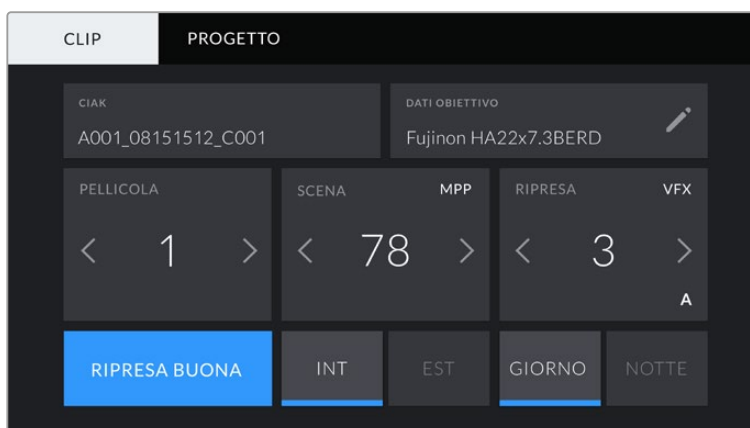 CLIP PROGETTO
CIAK DATI OBIETTIVO
A001_08151512_C001 Fujinon HA22x7.3BERD
PELLICOLA SCENA MPP RIPRESA VFX
1 78 3
A
RIPRESA BUONA INT EST GIORNO NOTTE